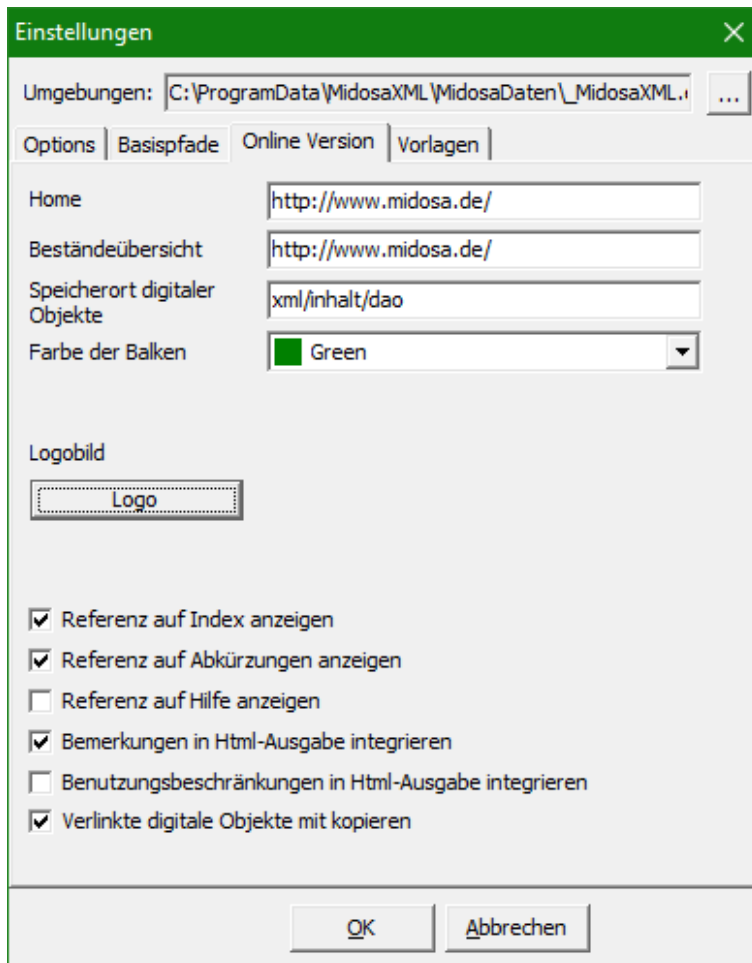 Einstellungen
Umgebungen: C:\ProgramData\MidosaXML\MidosaDaten\_MidosaXML. ...
Options Basispfade Online Version Vorlagen
Home http://www.midosa.de/
Beständeübersicht http://www.midosa.de/
Speicherort digitaler
Objekte xml/inhalt/dao
Farbe der Balken Green
Logobild
Logo
Referenz auf Index anzeigen
Referenz auf Abkürzungen anzeigen
Referenz auf Hilfe anzeigen
Bemerkungen in Html-Ausgabe integrieren
Benutzungsbeschränkungen in Html-Ausgabe integrieren
Verlinkte digitale Objekte mit kopieren
OK Abbrechen